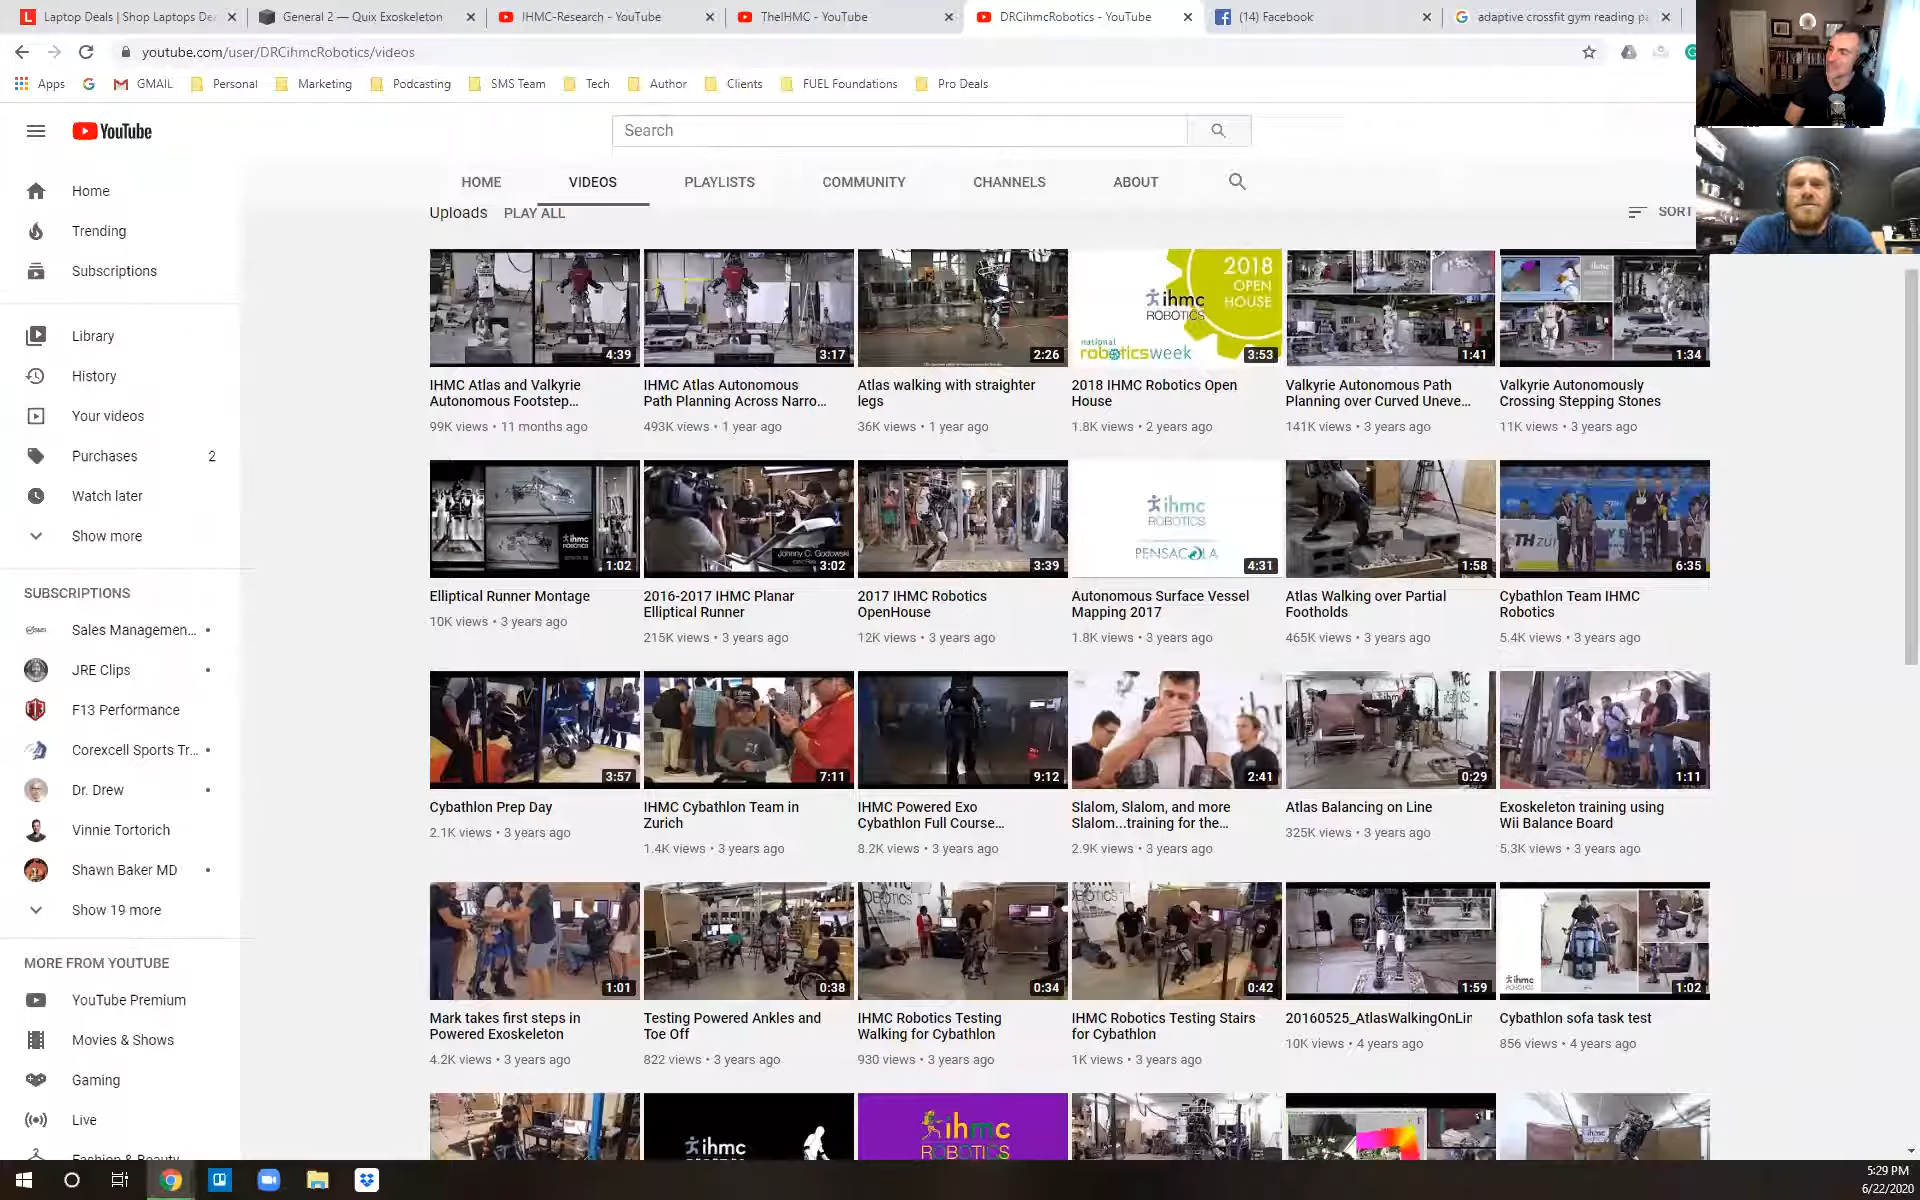 Laptop Deals | Shop Laptops De
General 2 — Quix Exoskeleton
IHMC-Research - YouTube
TheIHMC - YouTube
DRCihmcRobotics - YouTube
(14) Facebook
adaptive crossfit gym reading pa
youtube.com/user/DRCihmcRobotics/videos
Apps
GMAIL
Personal
Marketing
Podcasting
SMS Team
Tech
Author
Clients
FUEL Foundations
Pro Deals
YouTube
Search
HOME
VIDEOS
PLAYLISTS
COMMUNITY
CHANNELS
ABOUT
Home
Trending
Subscriptions
Library
History
Your videos
Purchases 2
Watch later
Show more
SUBSCRIPTIONS
Sales Managemen...
JRE Clips
F13 Performance
Corexcell Sports Tr...
Dr. Drew
Vinnie Tortorich
Shawn Baker MD
Show 19 more
MORE FROM YOUTUBE
YouTube Premium
Movies & Shows
Gaming
Live
Fashion & Beauty
Uploads PLAY ALL
SORT
4:39
IHMC Atlas and Valkyrie
Autonomous Footstep...
99K views • 11 months ago
3:17
IHMC Atlas Autonomous
Path Planning Across Narro...
493K views • 1 year ago
2:26
Atlas walking with straighter
legs
36K views • 1 year ago
2018
OPEN
HOUSE
ihmc
ROBOTICS
national
roboticsweek
3:53
2018 IHMC Robotics Open
House
1.8K views • 2 years ago
1:41
Valkyrie Autonomous Path
Planning over Curved Uneve...
141K views • 3 years ago
1:34
Valkyrie Autonomously
Crossing Stepping Stones
11K views • 3 years ago
ihmc
ROBOTICS
1:02
Elliptical Runner Montage
10K views • 3 years ago
Johnny C. Godowski
3:02
2016-2017 IHMC Planar
Elliptical Runner
215K views • 3 years ago
3:39
2017 IHMC Robotics
OpenHouse
12K views • 3 years ago
ihmc
ROBOTICS
PENSACOLA
4:31
Autonomous Surface Vessel
Mapping 2017
1.8K views • 3 years ago
1:58
Atlas Walking over Partial
Footholds
465K views • 3 years ago
6:35
Cybathlon Team IHMC
Robotics
5.4K views • 3 years ago
3:57
Cybathlon Prep Day
2.1K views • 3 years ago
7:11
IHMC Cybathlon Team in
Zurich
1.4K views • 3 years ago
9:12
IHMC Powered Exo
Cybathlon Full Course...
8.2K views • 3 years ago
2:41
Slalom, Slalom, and more
Slalom...training for the...
2.9K views • 3 years ago
0:29
Atlas Balancing on Line
325K views • 3 years ago
1:11
Exoskeleton training using
Wii Balance Board
5.3K views • 3 years ago
1:01
Mark takes first steps in
Powered Exoskeleton
4.2K views • 3 years ago
0:38
Testing Powered Ankles and
Toe Off
822 views • 3 years ago
0:34
IHMC Robotics Testing
Walking for Cybathlon
930 views • 3 years ago
0:42
IHMC Robotics Testing Stairs
for Cybathlon
1K views • 3 years ago
1:59
20160525_AtlasWalkingOnLin
10K views • 4 years ago
ihmc
ROBOTICS
1:02
Cybathlon sofa task test
856 views • 4 years ago
ihmc
ihmc
ROBOTICS
5:29 PM
6/22/2020